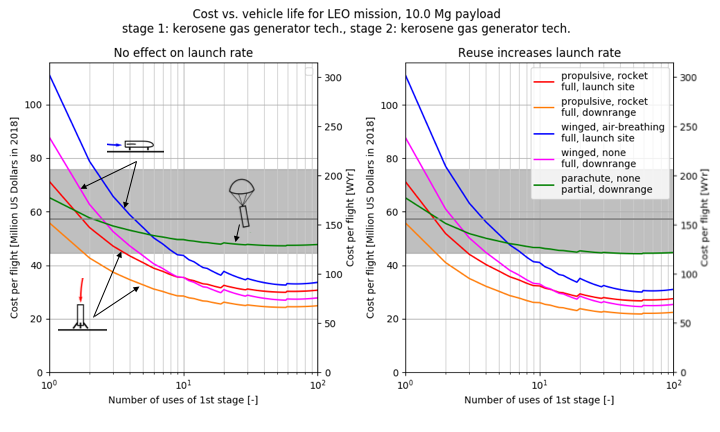 Cost vs. vehicle life for LEO mission, 10.0 Mg payload
stage 1: kerosene gas generator tech., stage 2: kerosene gas generator tech.
No effect on launch rate
Cost per flight [Million US Dollars in 2018]
100
80
60
40
20
0
300
250
200
150
100
50
0
Cost per flight [WYr]
10^0
10^1
10^2
Number of uses of 1st stage [-]
Reuse increases launch rate
Cost per flight [Million US Dollars in 2018]
100
80
60
40
20
0
propulsive, rocket
full, launch site
propulsive, rocket
full, downrange
winged, air-breathing
full, launch site
winged, none
full, downrange
parachute, none
partial, downrange
300
250
200
150
100
50
0
Cost per flight [WYr]
10^0
10^1
10^2
Number of uses of 1st stage [-]